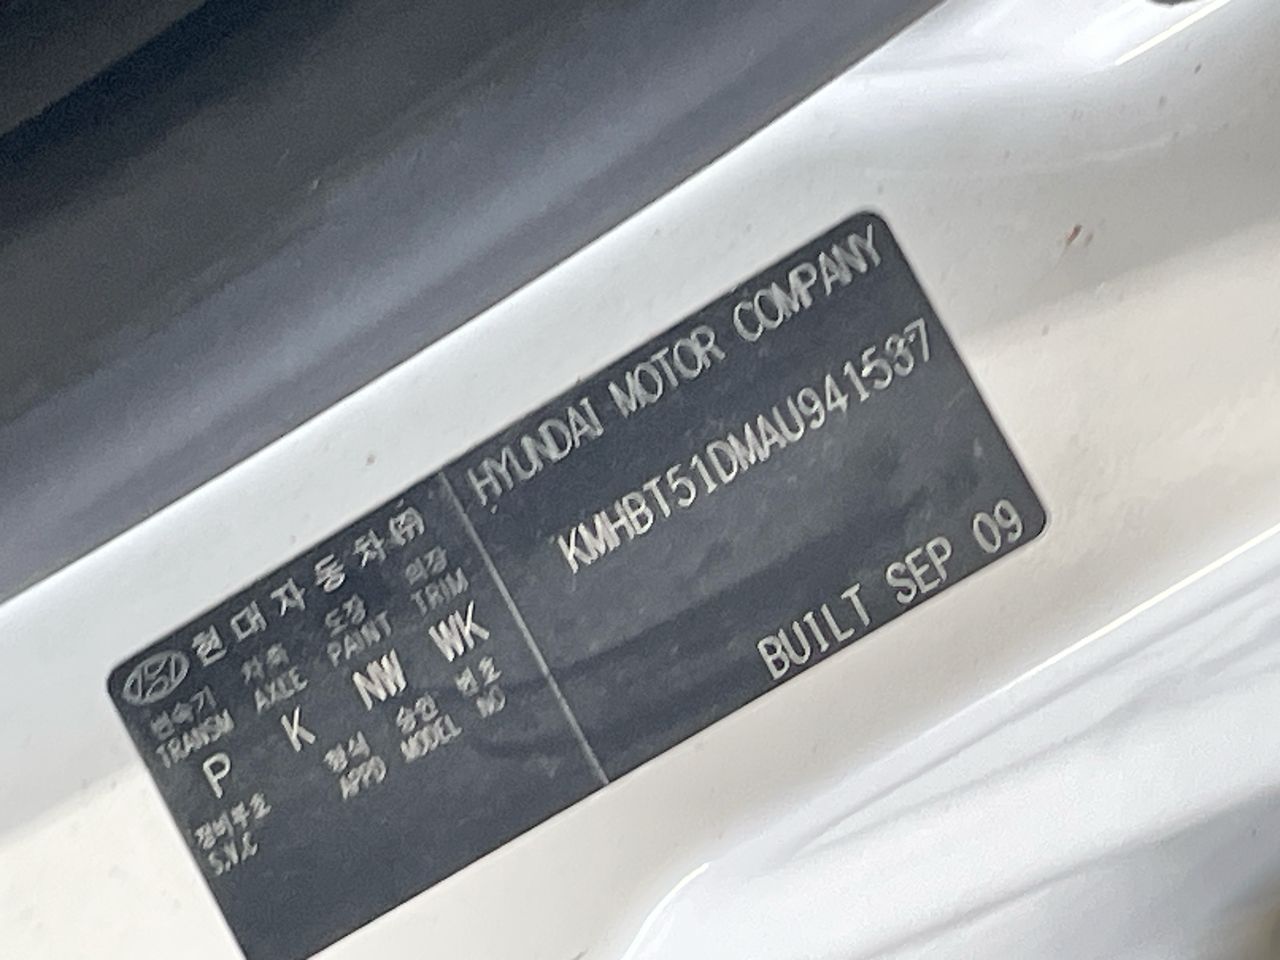 현대자동차㈜
변속기 차축 도장 의장
TRANSM AXLE PAINT TRIM
P K NW WK
정비부호 형식 승인 번호
S.V.C APPD MODEL NO
HYUNDAI MOTOR COMPANY
KMHBT51DMAU941537
BUILT SEP 09